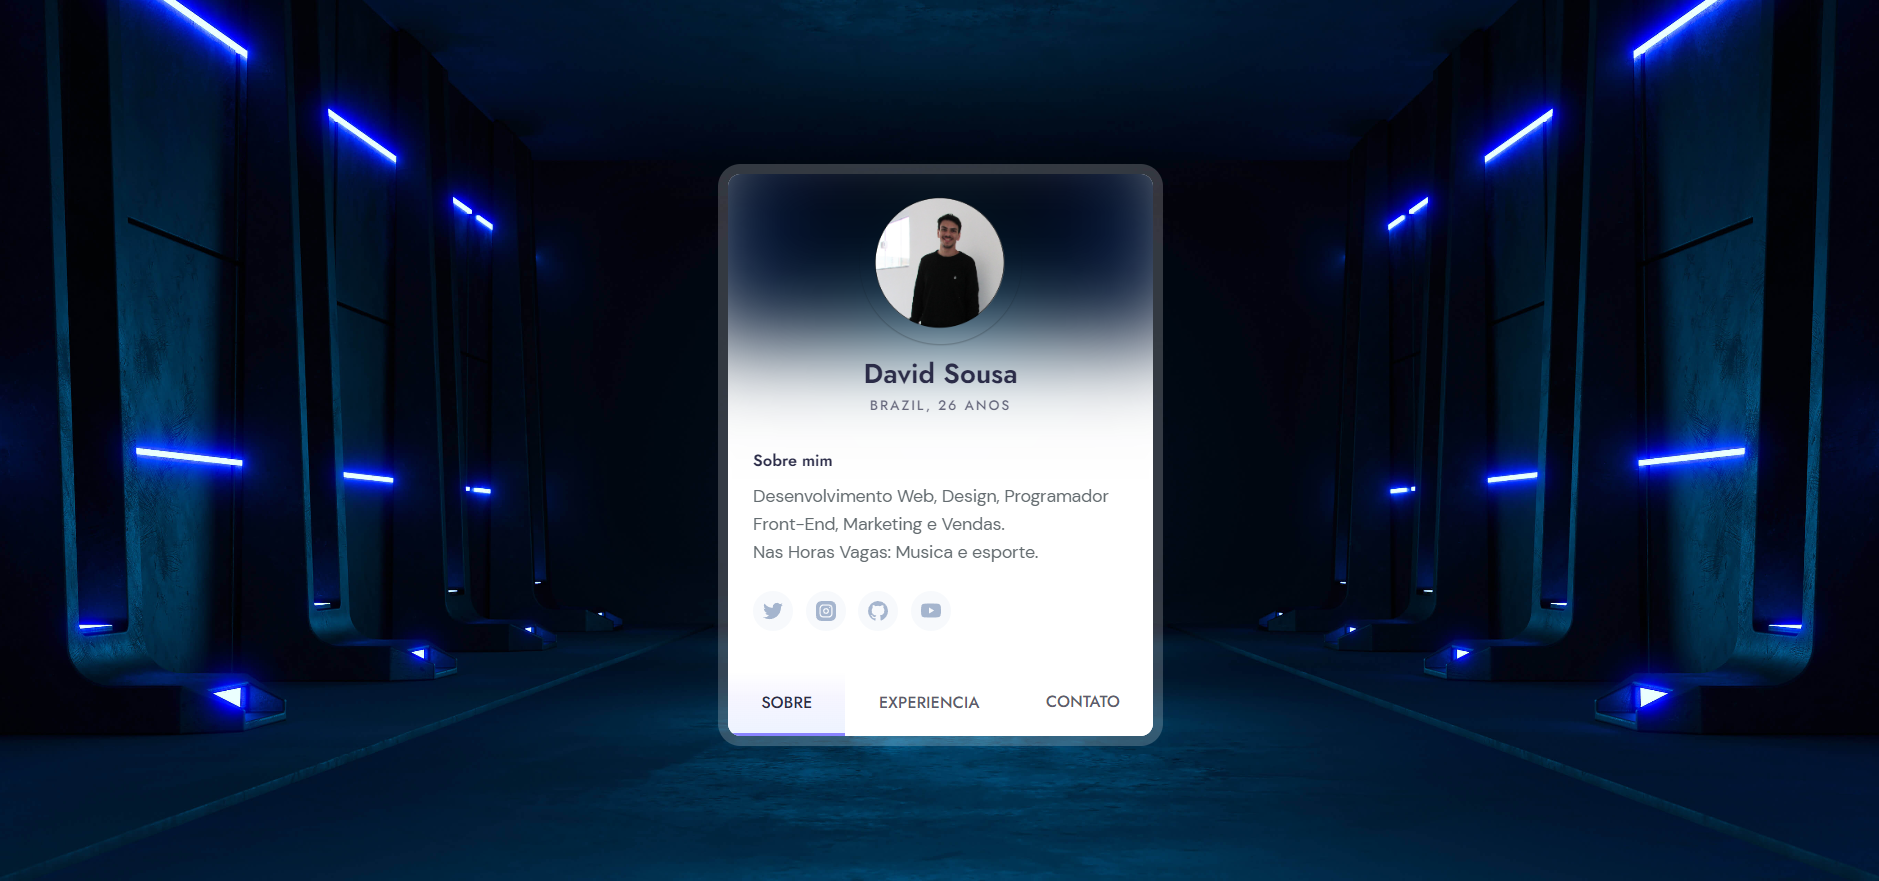 David Sousa
BRAZIL, 26 ANOS
Sobre mim
Desenvolvimento Web, Design, Programador
Front-End, Marketing e Vendas.
Nas Horas Vagas: Musica e esporte.
SOBRE
EXPERIENCIA
CONTATO